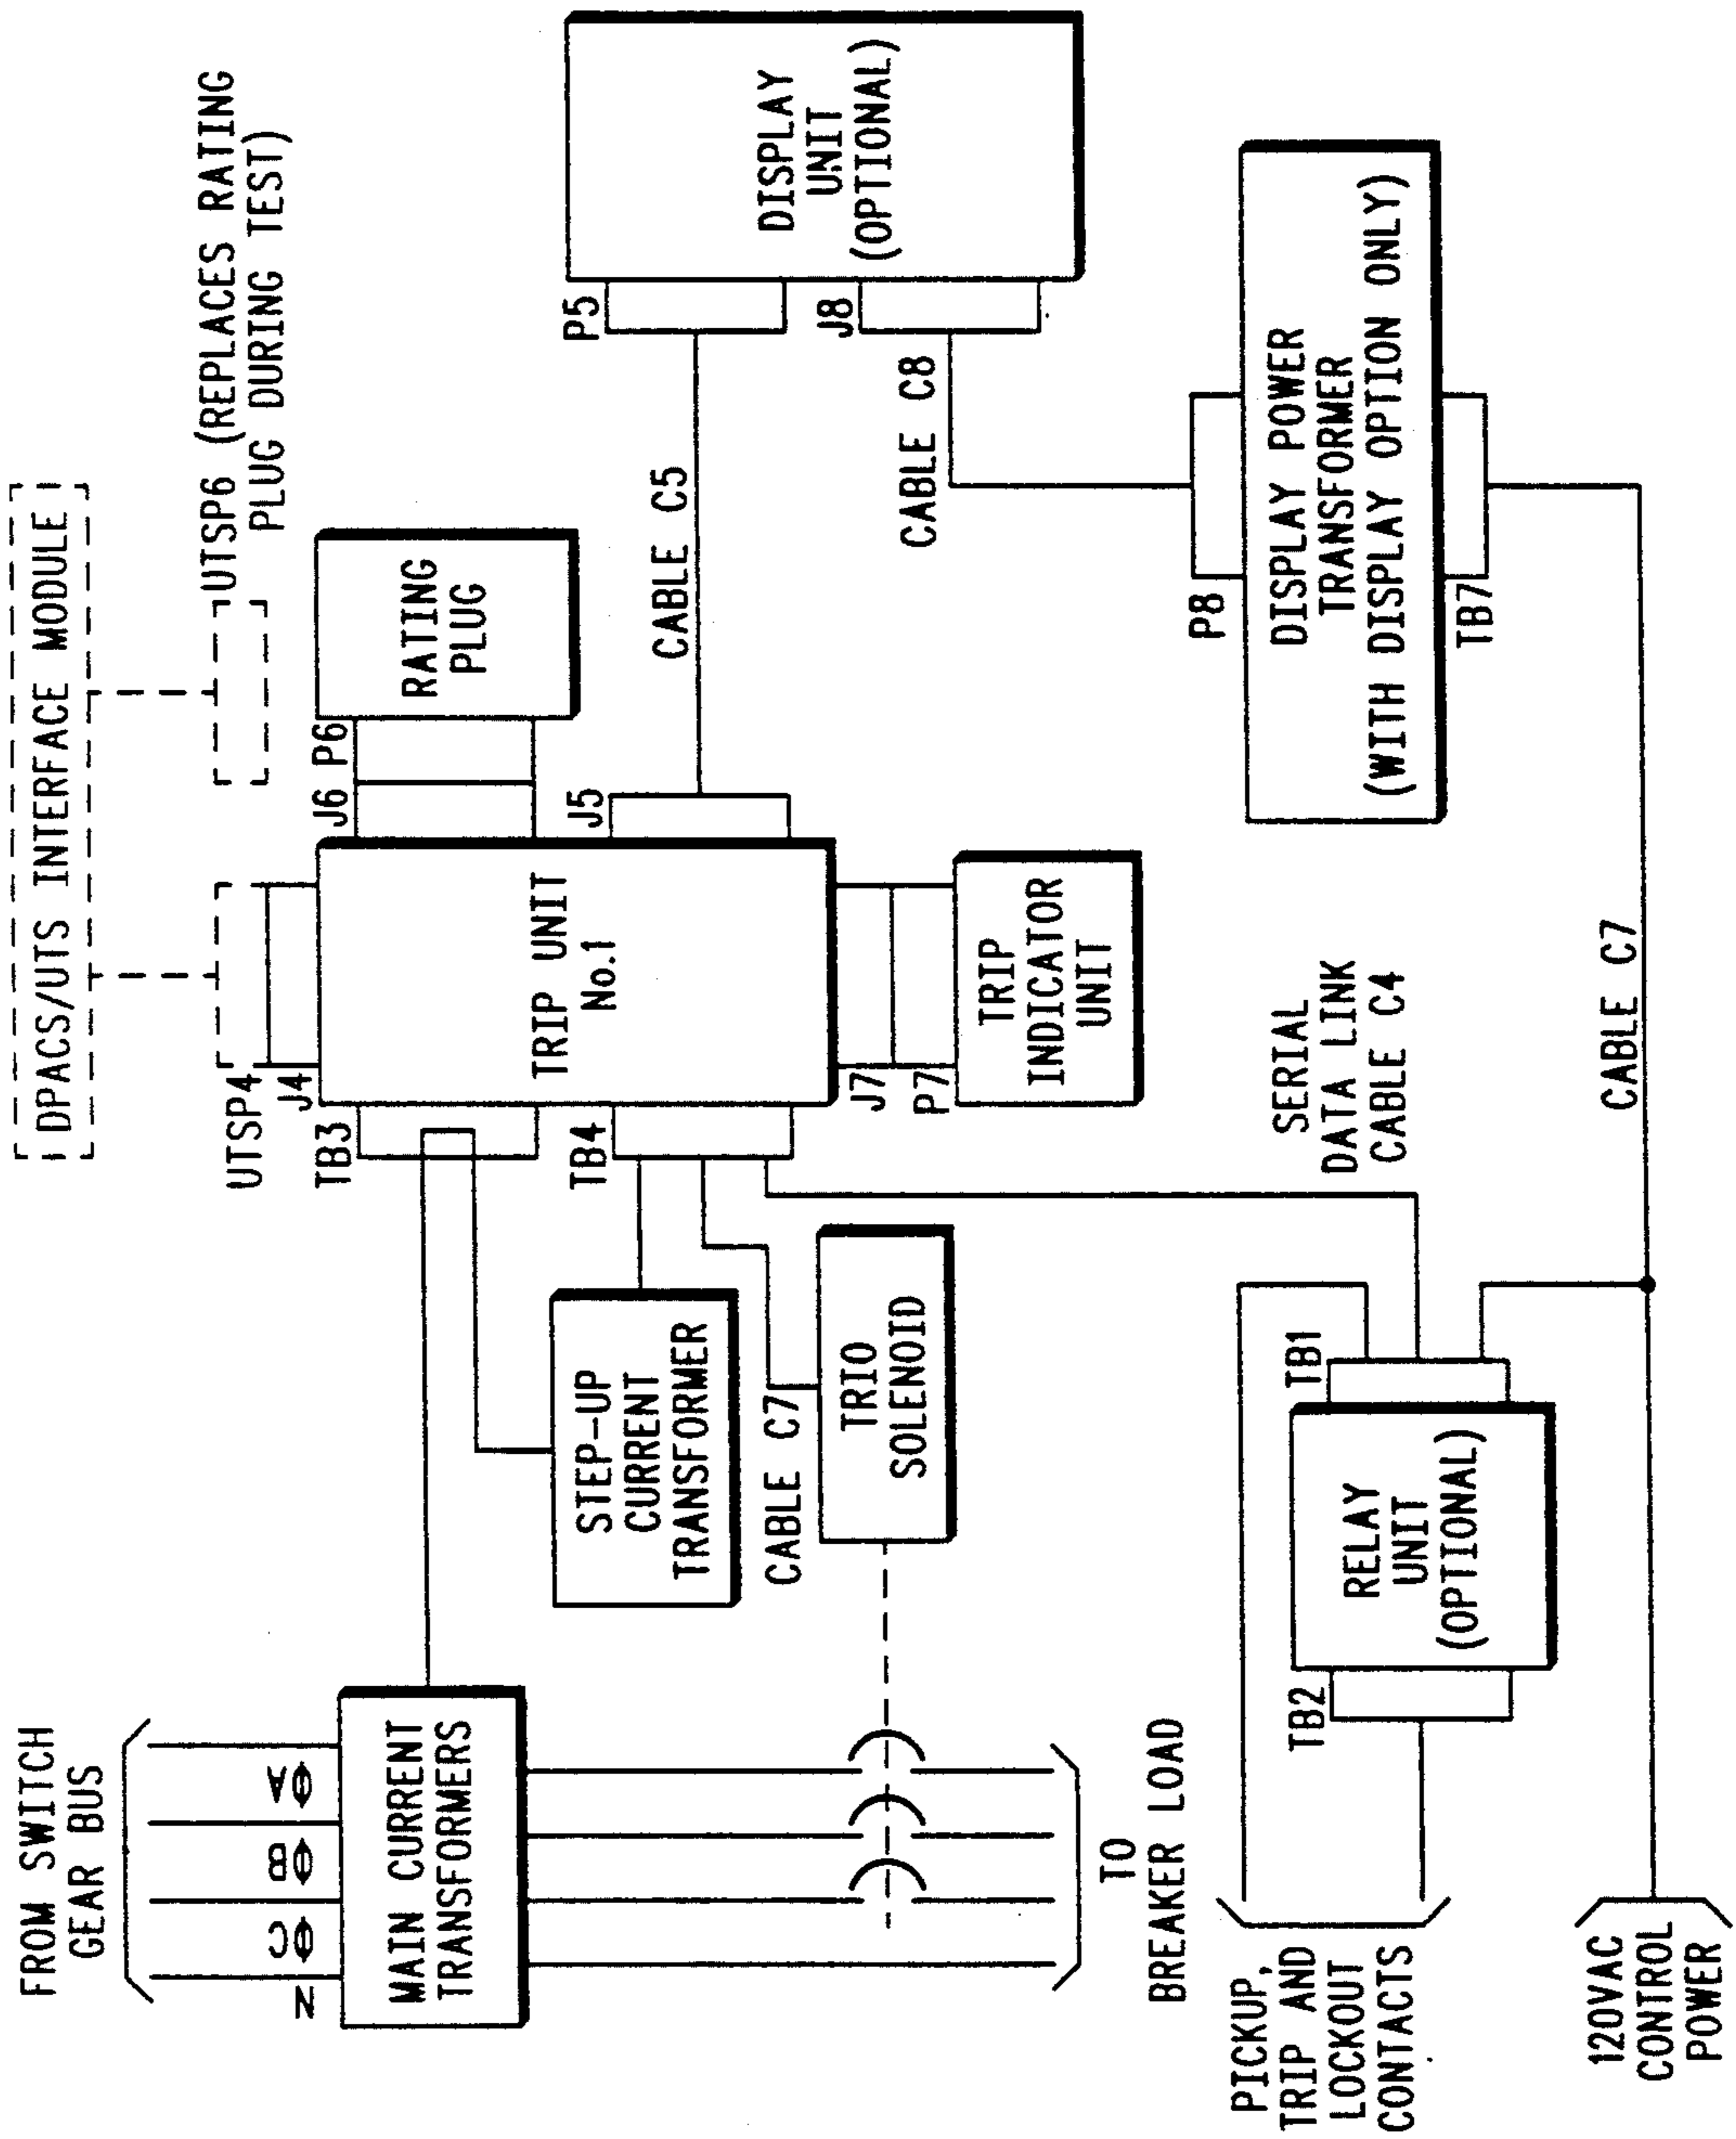 DPACS/UTS INTERFACE MODULE
UTSP6 (REPLACES RATING
PLUG DURING TEST)
UTSP4
J4
J6
P6
RATING
PLUG
FROM SWITCH
GEAR BUS
N
ΦC
ΦB
ΦA
MAIN CURRENT
TRANSFORMERS
TB3
TRIP UNIT
No.1
J5
CABLE C5
P5
DISPLAY
UNIT
(OPTIONAL)
J8
STEP-UP
CURRENT
TRANSFORMER
TB4
CABLE C7
TRIO
SOLENOID
J7
P7
TRIP
INDICATOR
UNIT
CABLE C8
TO
BREAKER LOAD
PICKUP,
TRIP AND
LOCKOUT
CONTACTS
TB2
RELAY
UNIT
(OPTIONAL)
TB1
SERIAL
DATA LINK
CABLE C4
P8
DISPLAY POWER
TRANSFORMER
(WITH DISPLAY OPTION ONLY)
TB7
120VAC
CONTROL
POWER
CABLE C7